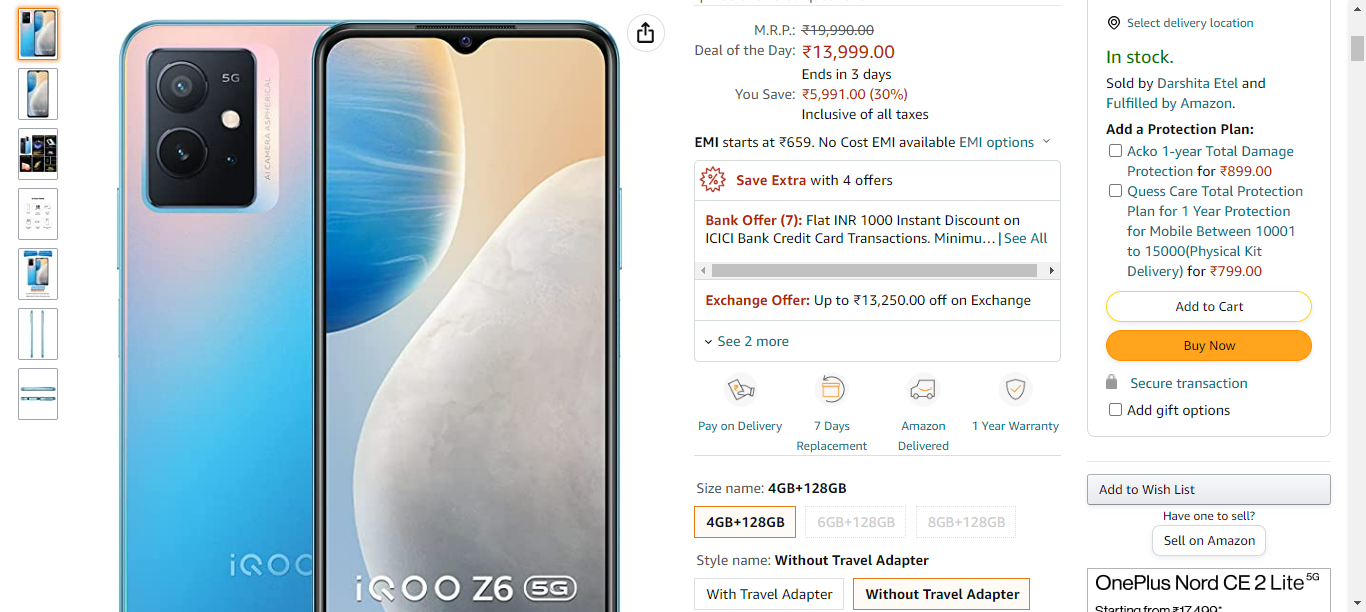 5G
AI CAMERA ASPHERICAL
iQOO
iQOO Z6 5G
M.R.P.: ₹19,990.00
Deal of the Day: ₹13,999.00
Ends in 3 days
You Save: ₹5,991.00 (30%)
Inclusive of all taxes
EMI starts at ₹659. No Cost EMI available EMI options
Save Extra with 4 offers
Bank Offer (7): Flat INR 1000 Instant Discount on
ICICI Bank Credit Card Transactions. Minimu... | See All
Exchange Offer: Up to ₹13,250.00 off on Exchange
See 2 more
Pay on Delivery
7 Days
Replacement
Amazon
Delivered
1 Year Warranty
Size name: 4GB+128GB
4GB+128GB
6GB+128GB
8GB+128GB
Style name: Without Travel Adapter
With Travel Adapter
Without Travel Adapter
Select delivery location
In stock.
Sold by Darshita Etel and
Fulfilled by Amazon.
Add a Protection Plan:
Acko 1-year Total Damage
Protection for ₹899.00
Quess Care Total Protection
Plan for 1 Year Protection
for Mobile Between 10001
to 15000(Physical Kit
Delivery) for ₹799.00
Add to Cart
Buy Now
Secure transaction
Add gift options
Add to Wish List
Have one to sell?
Sell on Amazon
OnePlus Nord CE 2 Lite 5G
Starting from ₹17,499*